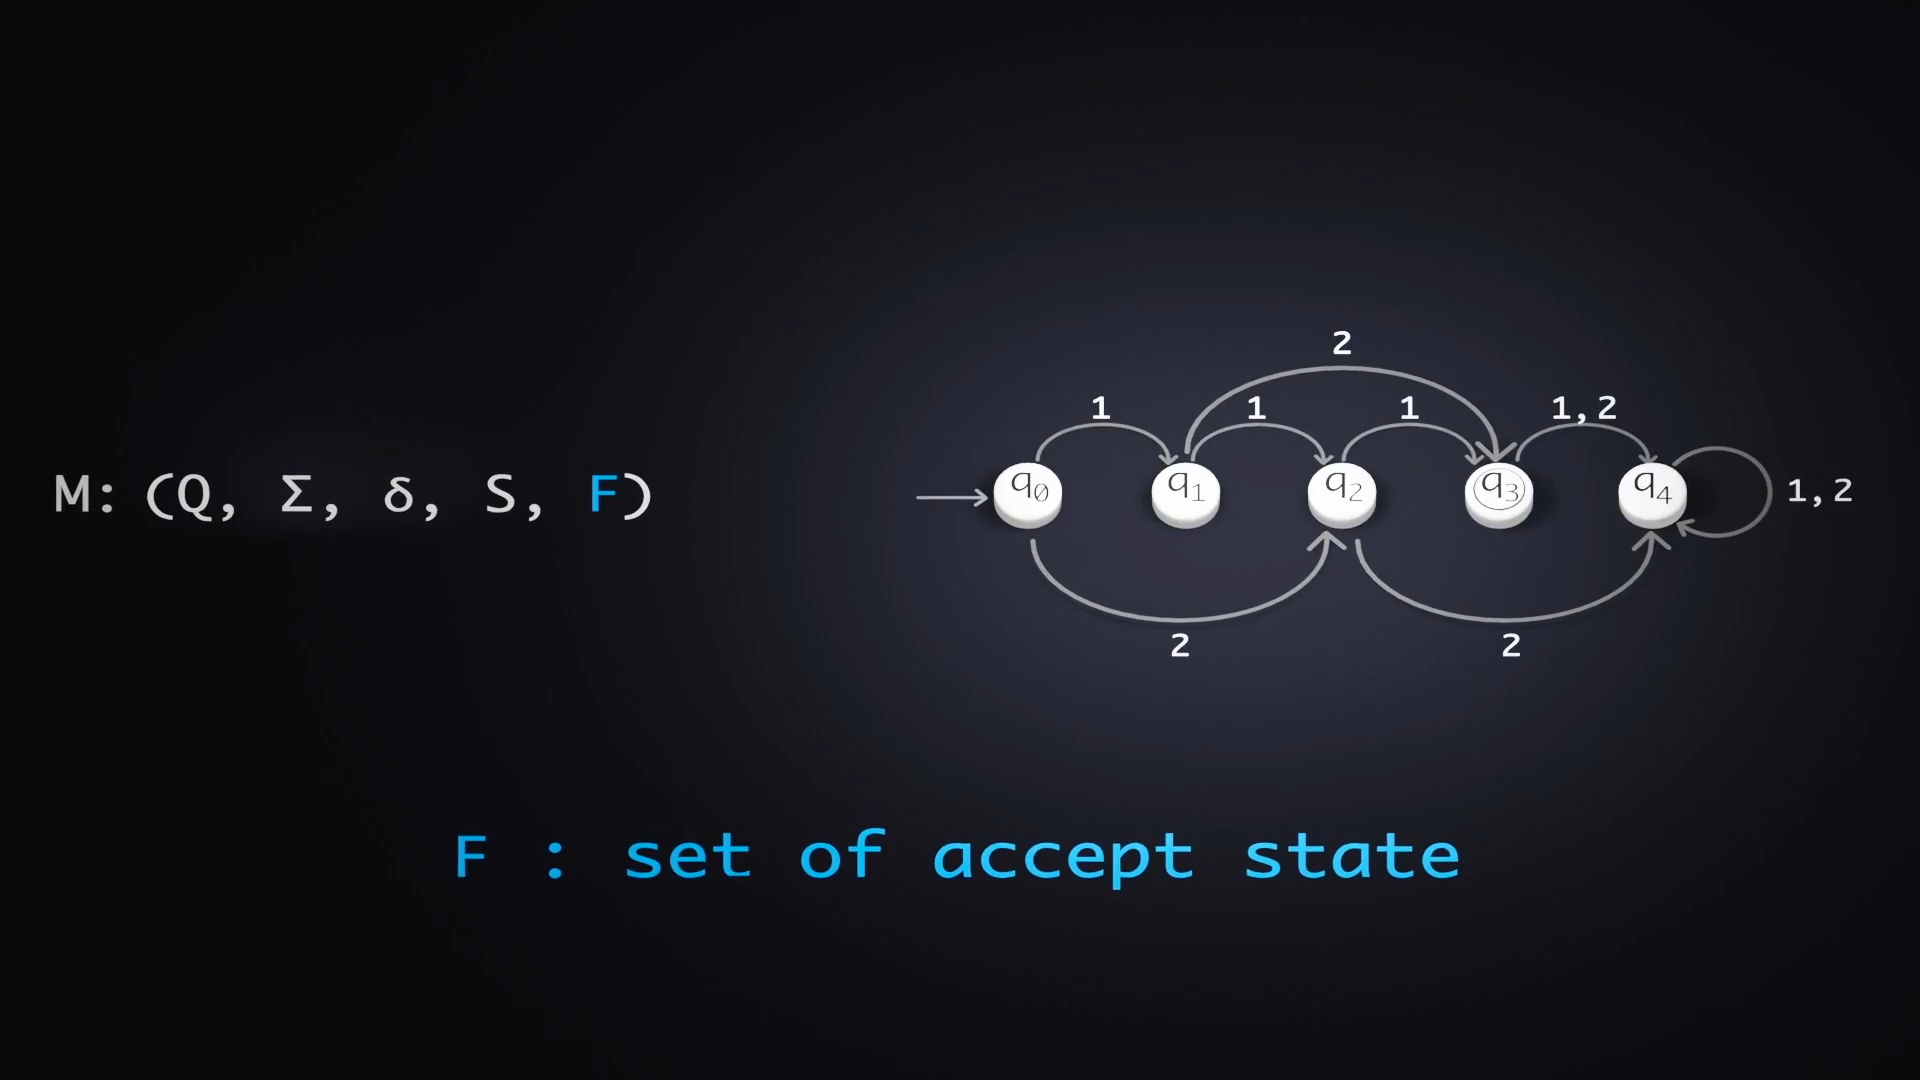 2
1 1 1 1,2
M: (Q, Σ, δ, S, F)
q₀ q₁ q₂ q₃ q₄ 1,2
2 2
F : set of accept state